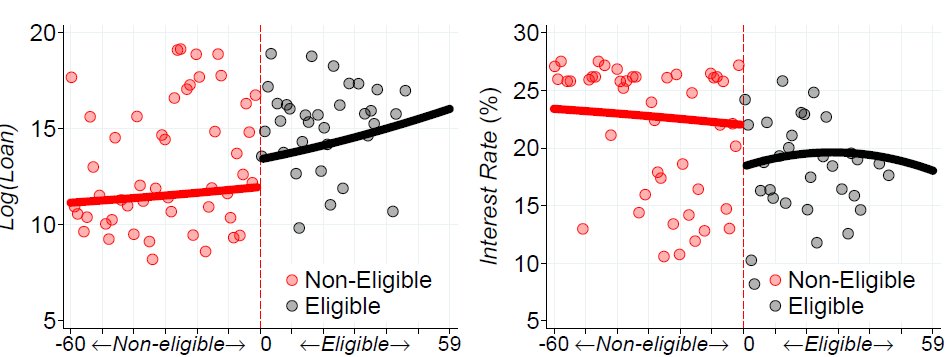 Log(Loan)
20
15
10
5
Non-Eligible
Eligible
-60 ←Non-eligible→ 0 ←Eligible→ 59
Interest Rate (%)
30
25
20
15
10
5
Non-Eligible
Eligible
-60 ←Non-eligible→ 0 ←Eligible→ 59